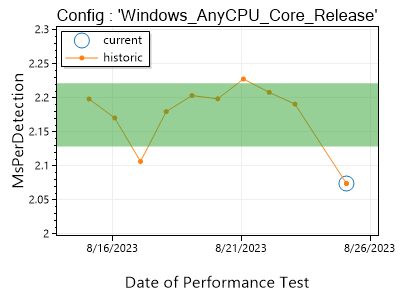 Config : 'Windows_AnyCPU_Core_Release'
current
historic
2.3
2.25
2.2
2.15
2.1
2.05
2
MsPerDetection
8/16/2023
8/21/2023
8/26/2023
Date of Performance Test